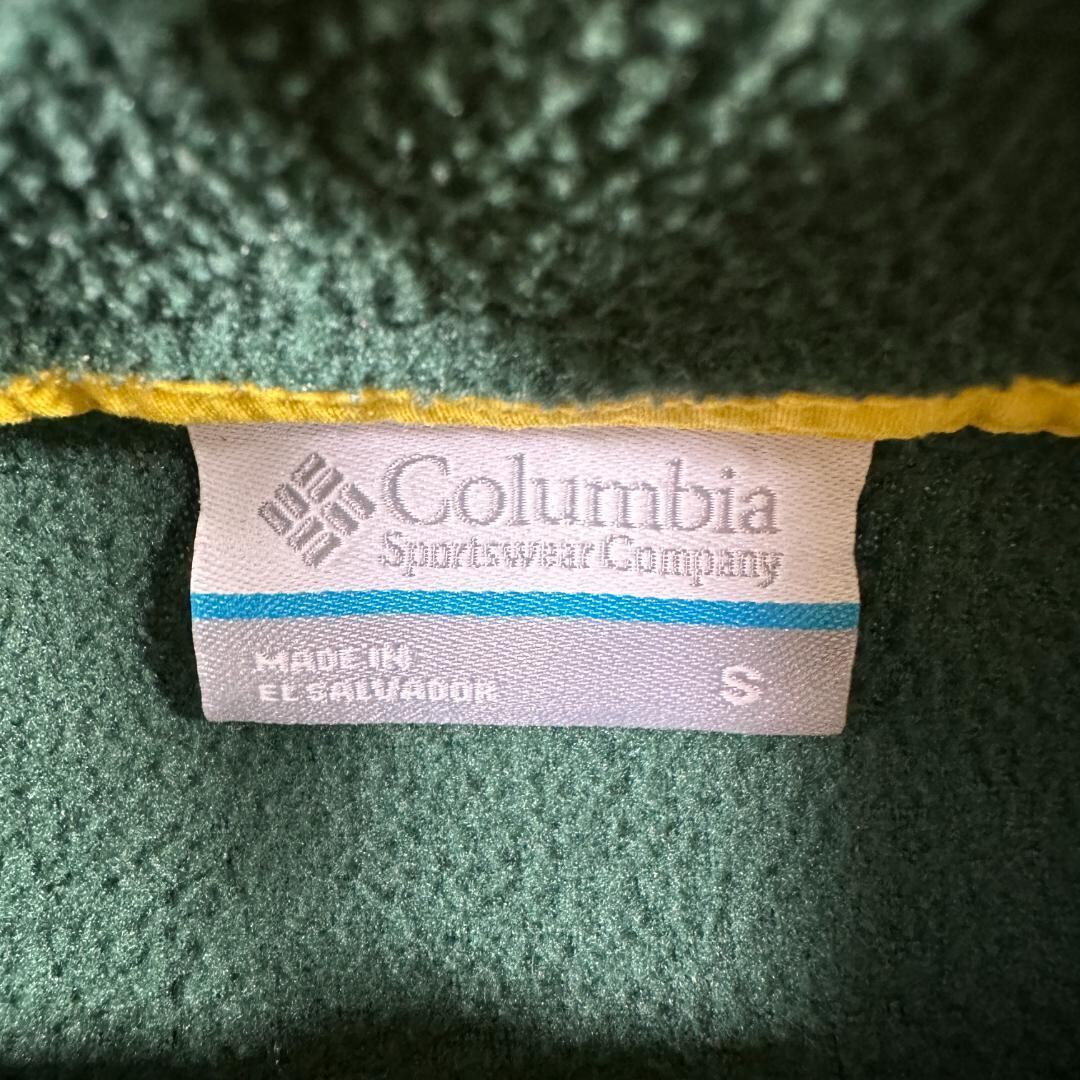 Columbia
Sportswear Company
MADE IN
EL SALVADOR
S